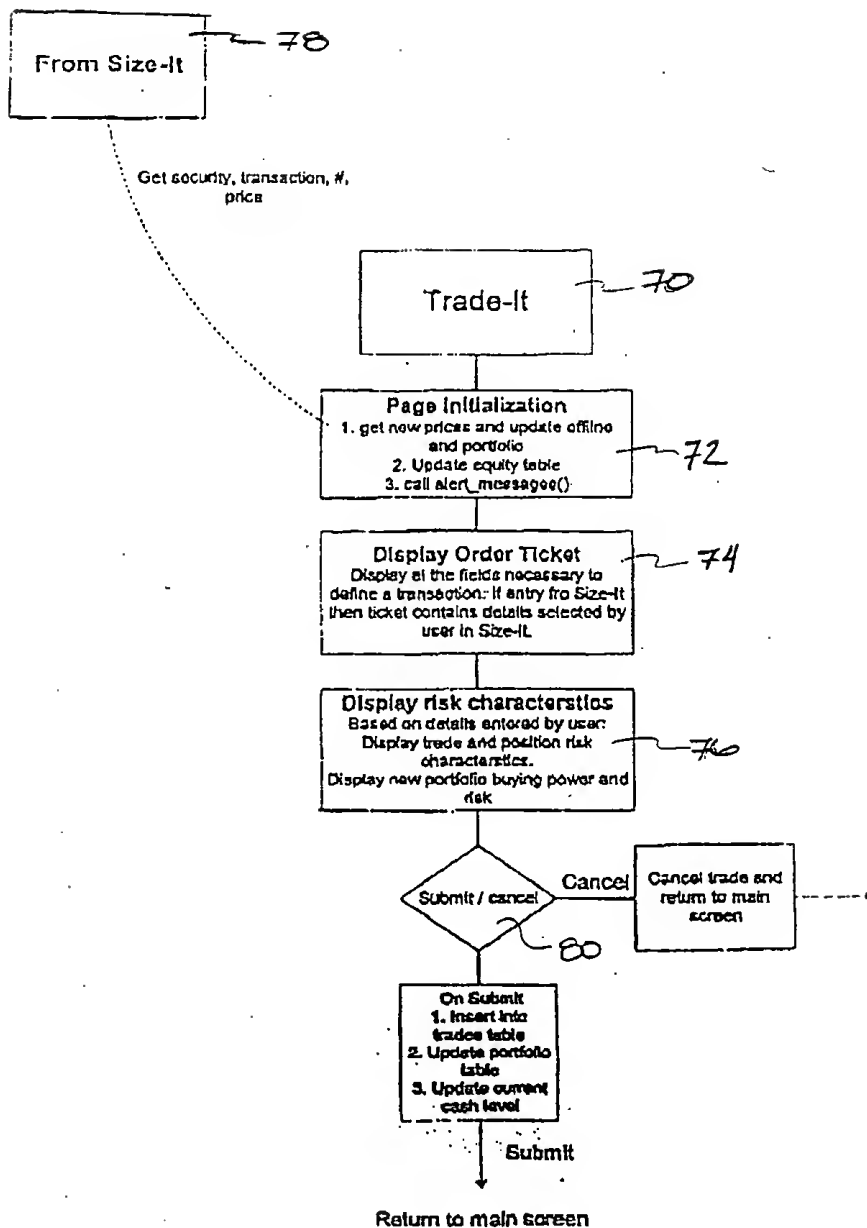 From Size-It
78
Get security, transaction, #,
price
Trade-It
70
Page Initialization
1. get new prices and update offline
and portfolio
2. Update equity table
3. call alert_messages()
72
Display Order Ticket
Display al the fields necessary to
define a transaction. If entry fro Size-It
then ticket contains details selected by
user in Size-It.
74
Display risk characterstics
Based on details entered by user:
Display trade and position risk
characterstics.
Display new portfolio buying power and
risk
76
Submit / cancel
80
Cancel
Cancel trade and
return to main
screen
On Submit
1. Insert into
trades table
2. Update portfolio
table
3. Update current
cash level
Submit
Return to main screen